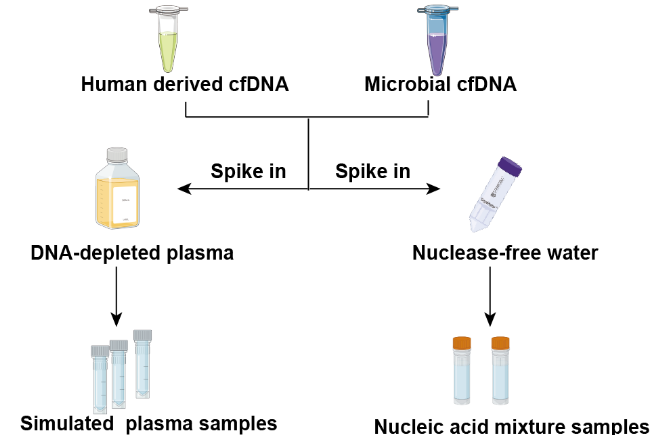 Human derived cfDNA
Microbial cfDNA
Spike in
Spike in
DNA-depleted plasma
Nuclease-free water
Simulated plasma samples
Nucleic acid mixture samples